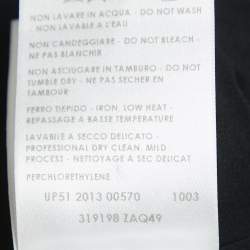 NON LAVARE IN ACQUA - DO NOT WASH
- NON LAVABLE A L'EAU
NON CANDEGGIARE - DO NOT BLEACH -
NE PAS BLANCHIR
NON ASCIUGARE IN TAMBURO - DO NOT
TUMBLE DRY - NE PAS SECHER EN
TAMBOUR
FERRO TIEPIDO - IRON, LOW HEAT -
REPASSAGE A BASSE TEMPERATURE
LAVABILE A SECCO DELICATO -
PROFESSIONAL DRY CLEAN. MILD
PROCESS - NETTOYAGE A SEC DELICAT
PERCHLORETHYLENE
UP51 2013 00570 1003
319198 ZAQ49